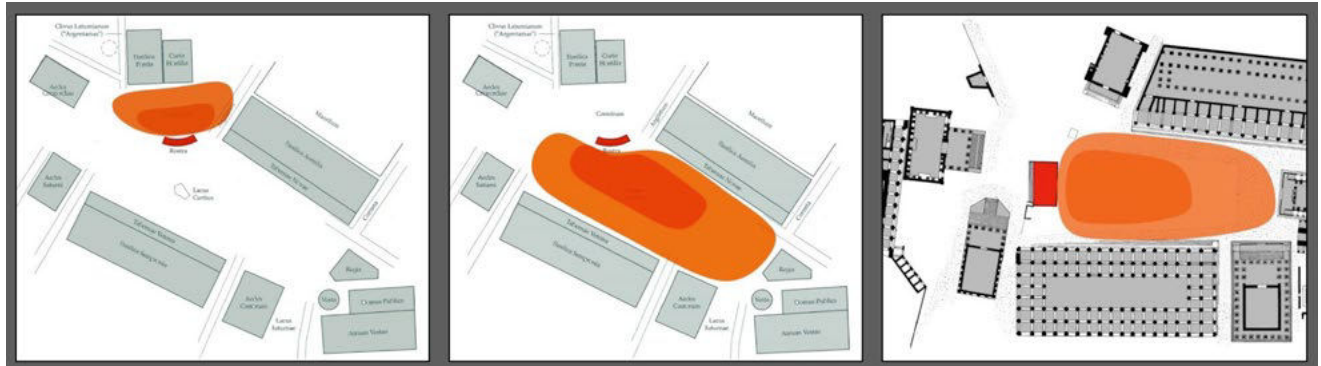 Clivus Lautumiarum
("Argentarius")
Basilica
Porcia
Curia
Hostilia
Aedes
Concordiae
Macellum
Basilica Aemilia
Tabernae Novae
Rostra
Aedes
Saturni
Lacus
Curtius
Corneta
Tabernae Veteres
Basilica Sempronia
Regia
Aedes
Castorum
Vesta
Domus Publica
Atrium Vestae
Lacus
Iuturnae
Clivus Lautumiarum
("Argentarius")
Basilica
Porcia
Curia
Hostilia
Aedes
Concordiae
Comitium
Argiletum
Macellum
Basilica Aemilia
Tabernae Novae
Aedes
Saturni
Corneta
Tabernae Veteres
Basilica Sempronia
Regia
Aedes
Castorum
Vesta
Domus Publica
Atrium Vestae
Lacus
Iuturnae